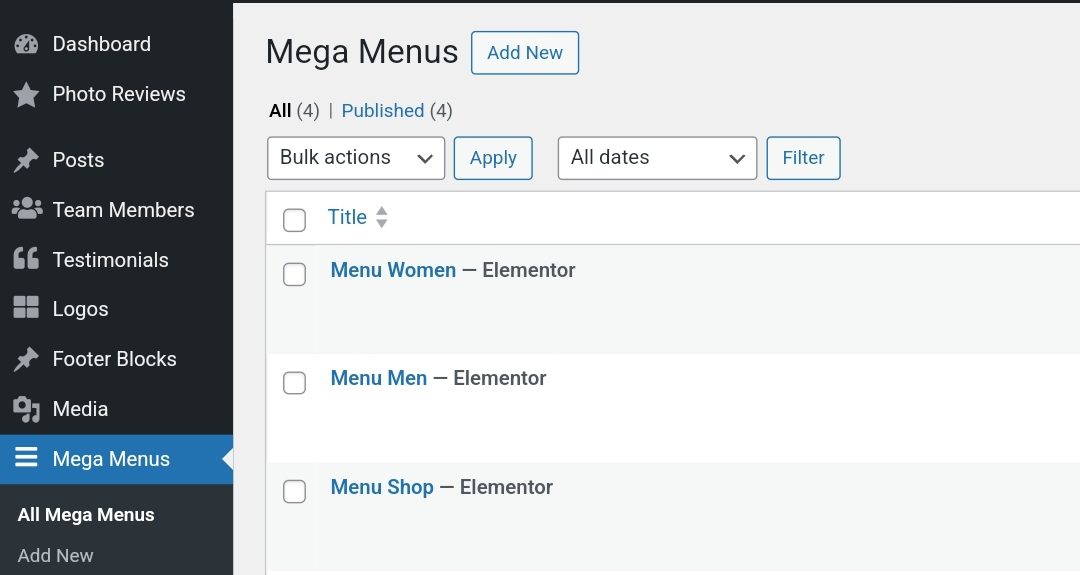 Dashboard
Photo Reviews
Posts
Team Members
Testimonials
Logos
Footer Blocks
Media
Mega Menus
All Mega Menus
Add New
Mega Menus Add New
All (4) | Published (4)
Bulk actions Apply All dates Filter
Title
Menu Women — Elementor
Menu Men — Elementor
Menu Shop — Elementor